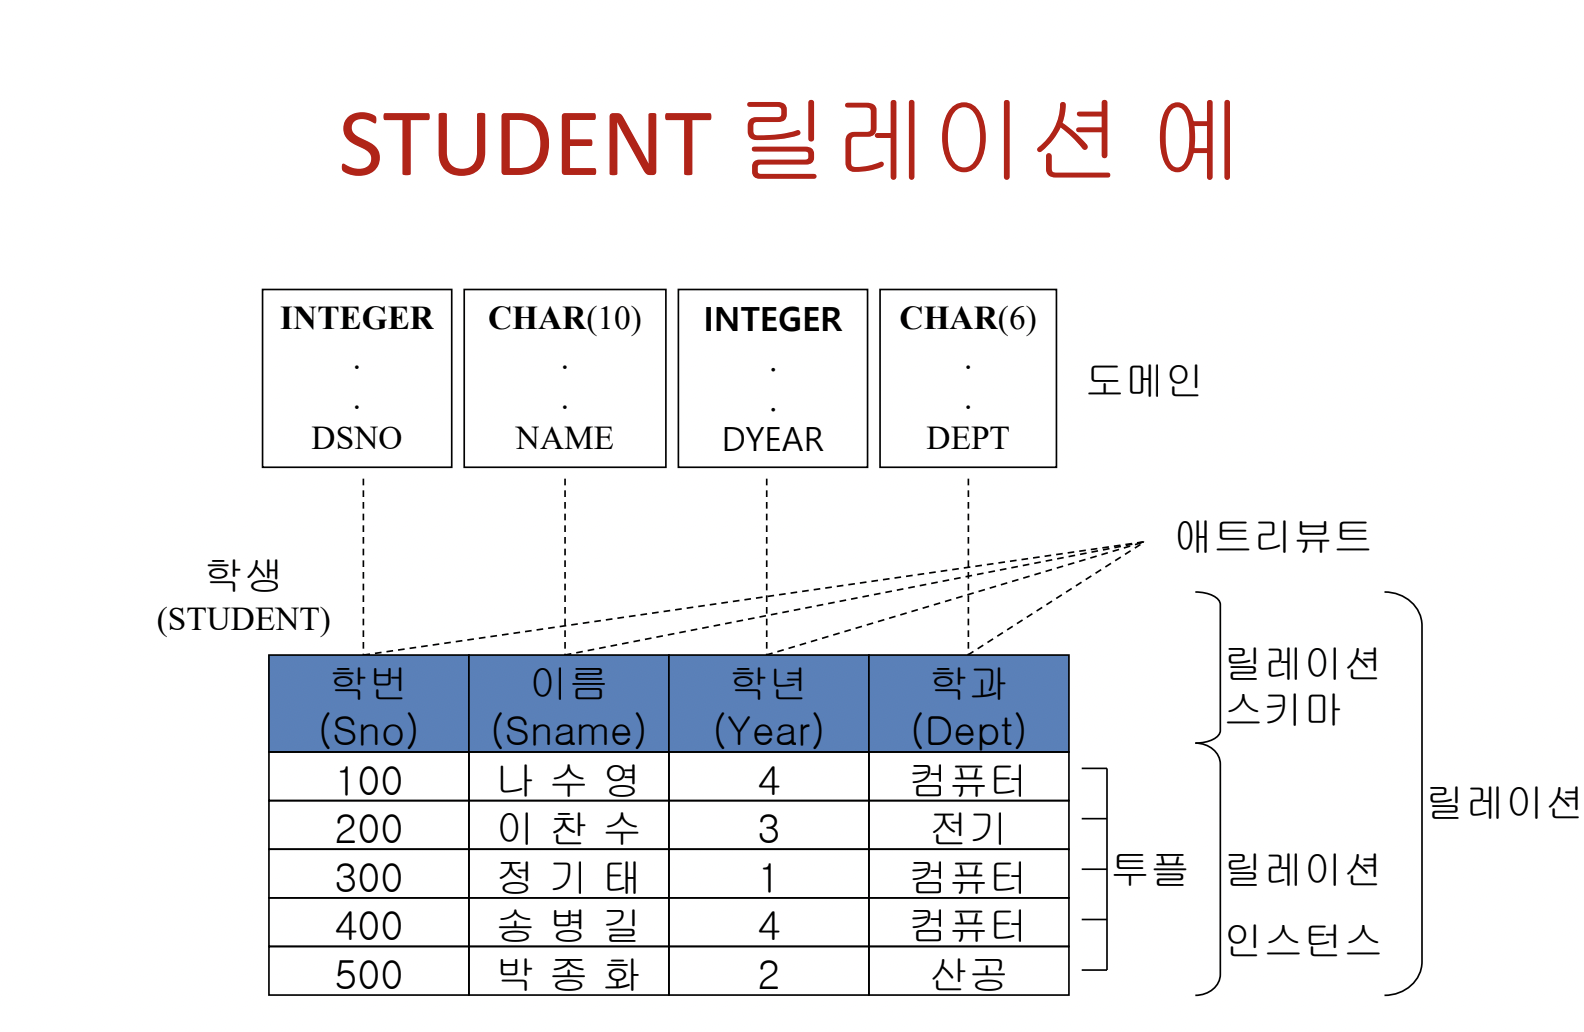 STUDENT 릴레이션 예
INTEGER
.
.
DSNO
CHAR(10)
.
.
NAME
INTEGER
.
.
DYEAR
CHAR(6)
.
.
DEPT
도메인
애트리뷰트
학생
(STUDENT)
학번 이름 학년 학과
(Sno) (Sname) (Year) (Dept)
100 나 수 영 4 컴퓨터
200 이 찬 수 3 전기
300 정 기 태 1 컴퓨터
400 송 병 길 4 컴퓨터
500 박 종 화 2 산공
투플
릴레이션
스키마
릴레이션
인스턴스
릴레이션